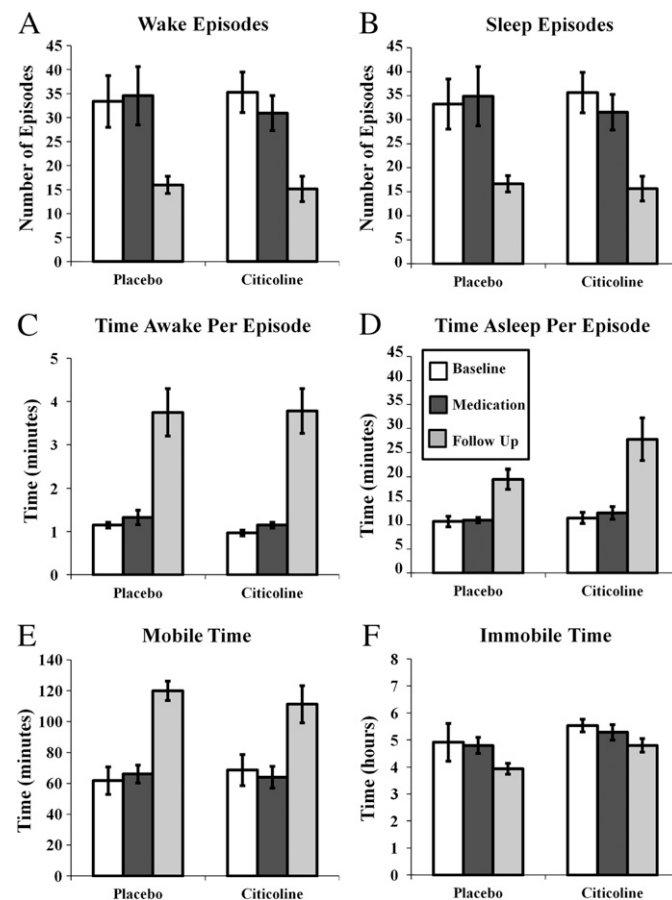 A
Wake Episodes
Number of Episodes
45
40
35
30
25
20
15
10
5
0
Placebo
Citicoline
B
Sleep Episodes
Number of Episodes
45
40
35
30
25
20
15
10
5
0
Placebo
Citicoline
C
Time Awake Per Episode
Time (minutes)
5
4
3
2
1
0
Placebo
Citicoline
D
Time Asleep Per Episode
Time (minutes)
45
40
35
30
25
20
15
10
5
0
Baseline
Medication
Follow Up
Placebo
Citicoline
E
Mobile Time
Time (minutes)
140
120
100
80
60
40
20
0
Placebo
Citicoline
F
Immobile Time
Time (hours)
8
7
6
5
4
3
2
1
0
Placebo
Citicoline